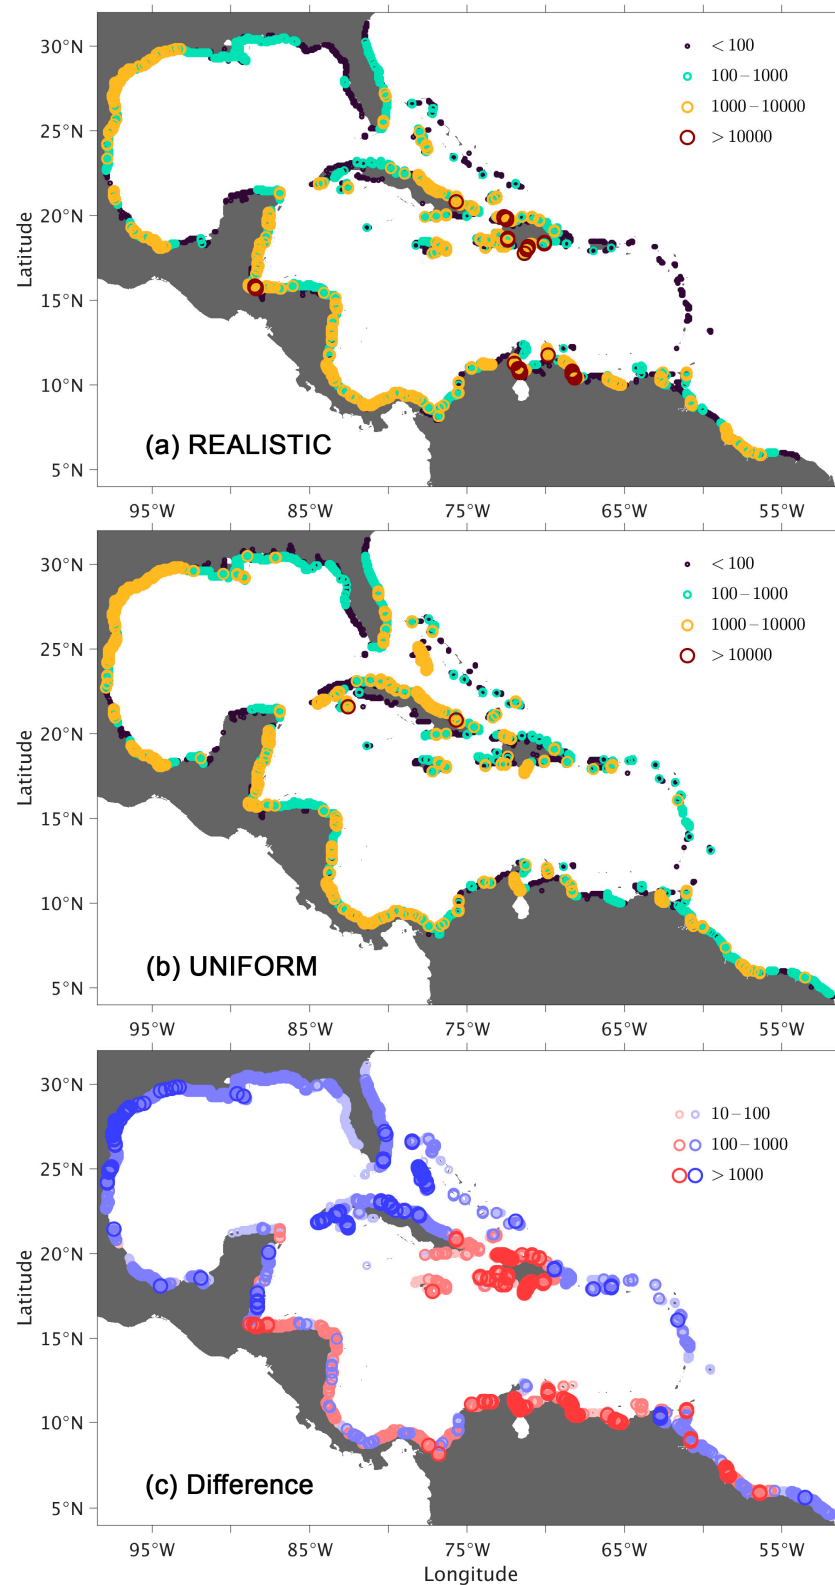 30°N
25°N
20°N
15°N
10°N
5°N
Latitude
< 100
100 – 1000
1000 – 10000
> 10000
(a) REALISTIC
95°W 85°W 75°W 65°W 55°W
30°N
25°N
20°N
15°N
10°N
5°N
Latitude
< 100
100 – 1000
1000 – 10000
> 10000
(b) UNIFORM
95°W 85°W 75°W 65°W 55°W
30°N
25°N
20°N
15°N
10°N
5°N
Latitude
10 – 100
100 – 1000
> 1000
(c) Difference
95°W 85°W 75°W 65°W 55°W
Longitude